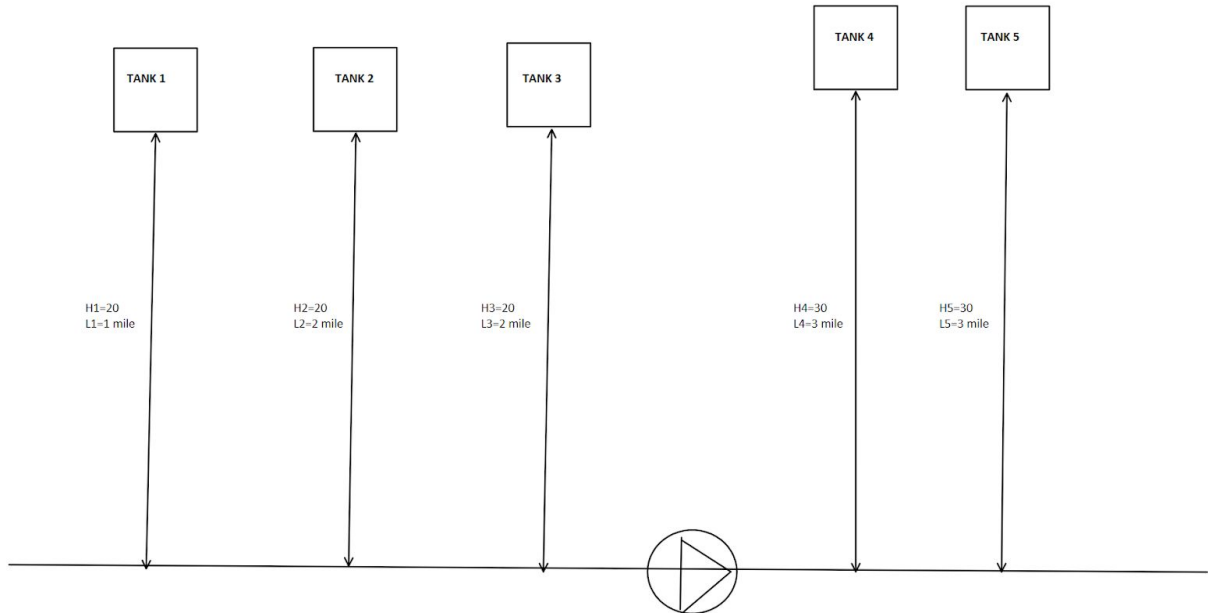 TANK 1
TANK 2
TANK 3
TANK 4
TANK 5
H1=20
L1=1 mile
H2=20
L2=2 mile
H3=20
L3=2 mile
H4=30
L4=3 mile
H5=30
L5=3 mile